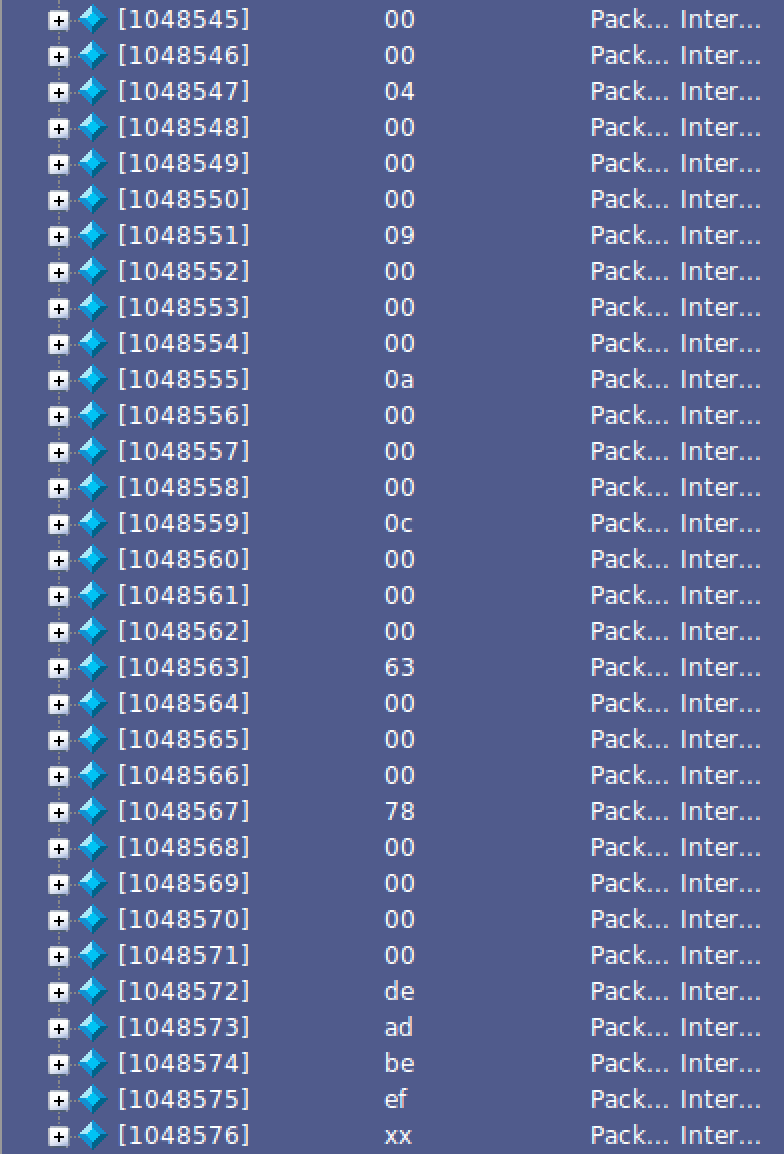 [1048545] 00 Pack... Inter...
[1048546] 00 Pack... Inter...
[1048547] 04 Pack... Inter...
[1048548] 00 Pack... Inter...
[1048549] 00 Pack... Inter...
[1048550] 00 Pack... Inter...
[1048551] 09 Pack... Inter...
[1048552] 00 Pack... Inter...
[1048553] 00 Pack... Inter...
[1048554] 00 Pack... Inter...
[1048555] 0a Pack... Inter...
[1048556] 00 Pack... Inter...
[1048557] 00 Pack... Inter...
[1048558] 00 Pack... Inter...
[1048559] 0c Pack... Inter...
[1048560] 00 Pack... Inter...
[1048561] 00 Pack... Inter...
[1048562] 00 Pack... Inter...
[1048563] 63 Pack... Inter...
[1048564] 00 Pack... Inter...
[1048565] 00 Pack... Inter...
[1048566] 00 Pack... Inter...
[1048567] 78 Pack... Inter...
[1048568] 00 Pack... Inter...
[1048569] 00 Pack... Inter...
[1048570] 00 Pack... Inter...
[1048571] 00 Pack... Inter...
[1048572] de Pack... Inter...
[1048573] ad Pack... Inter...
[1048574] be Pack... Inter...
[1048575] ef Pack... Inter...
[1048576] xx Pack... Inter...